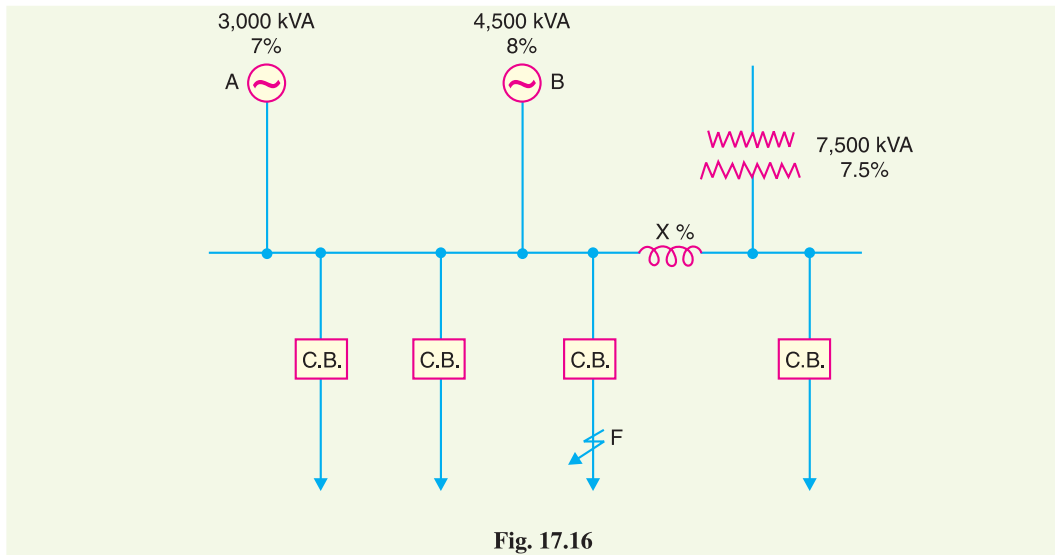 3,000 kVA
7%
A
4,500 kVA
8%
B
7,500 kVA
7.5%
X %
C.B.
C.B.
C.B.
C.B.
F
Fig. 17.16